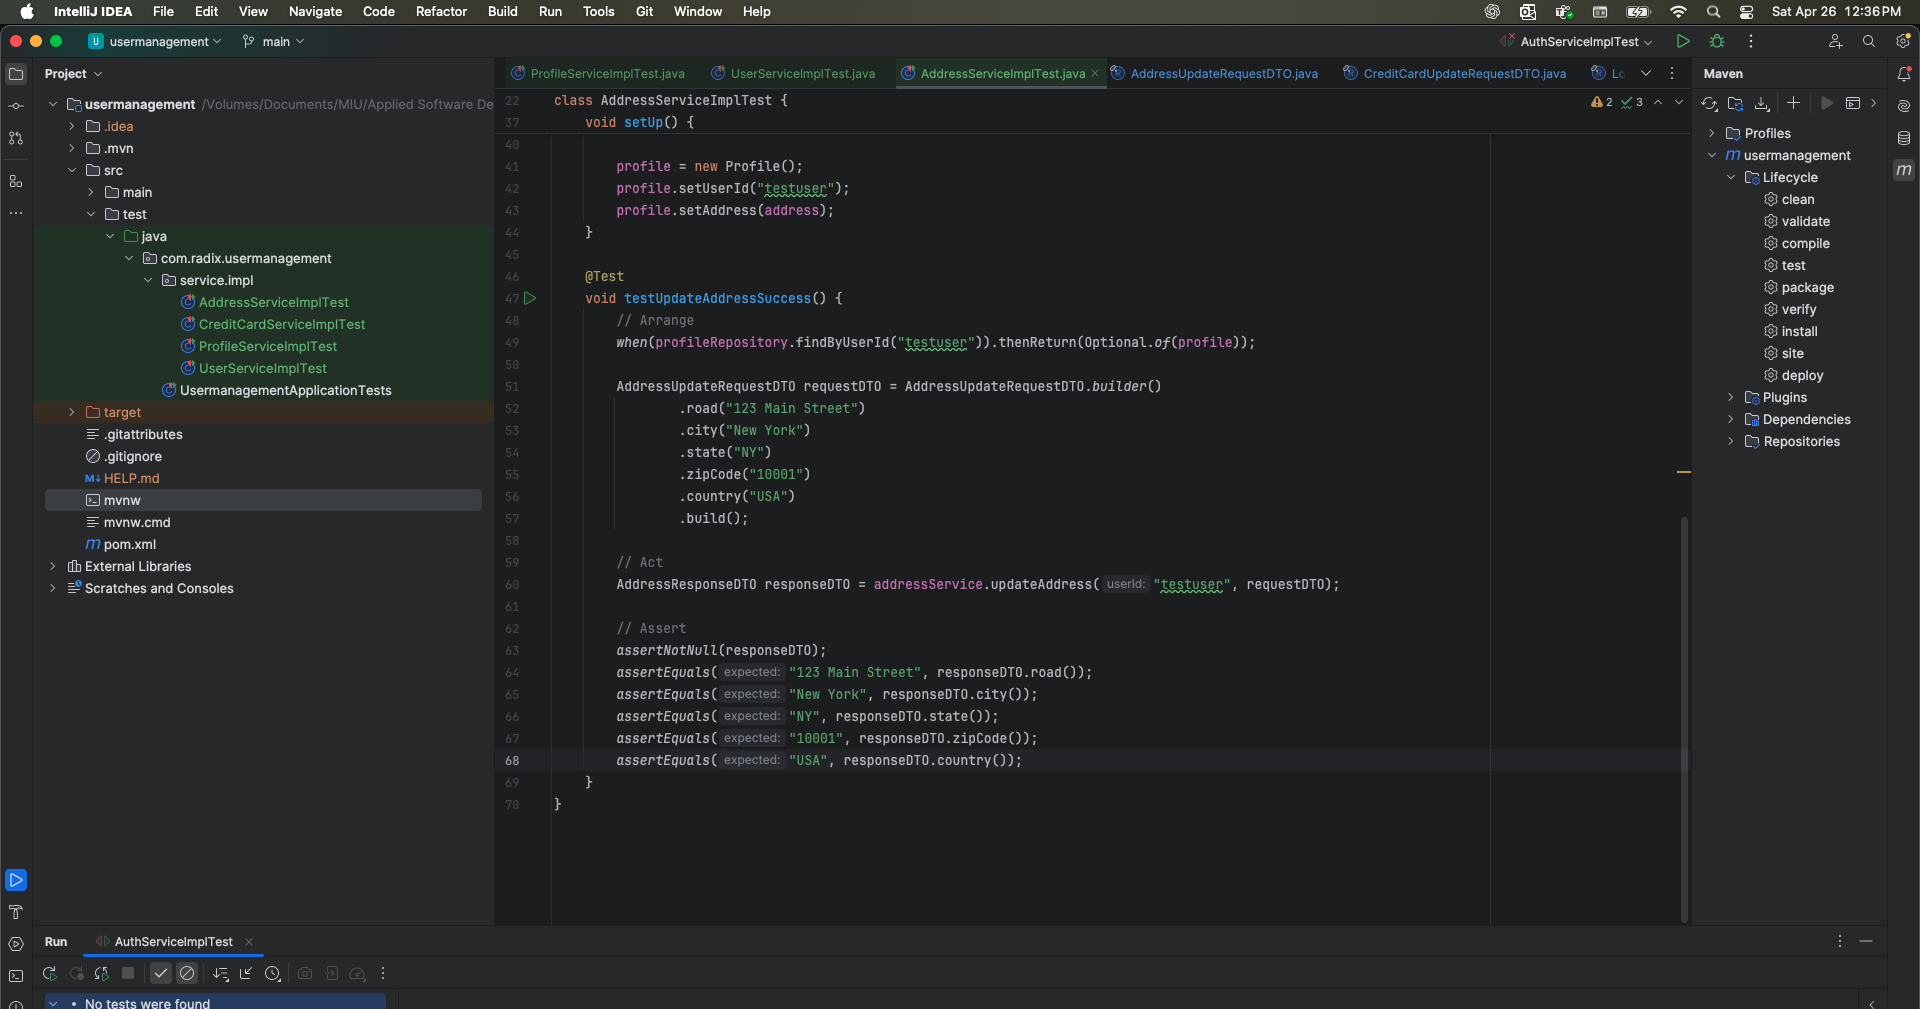 IntelliJ IDEA File Edit View Navigate Code Refactor Build Run Tools Git Window Help Sat Apr 26 12:36 PM
U usermanagement main AuthServiceImplTest
Project
usermanagement /Volumes/Documents/MIU/Applied Software De
.idea
.mvn
src
main
test
java
com.radix.usermanagement
service.impl
AddressServiceImplTest
CreditCardServiceImplTest
ProfileServiceImplTest
UserServiceImplTest
UsermanagementApplicationTests
target
.gitattributes
.gitignore
M↓ HELP.md
mvnw
mvnw.cmd
m pom.xml
External Libraries
Scratches and Consoles
ProfileServiceImplTest.java UserServiceImplTest.java AddressServiceImplTest.java AddressUpdateRequestDTO.java CreditCardUpdateRequestDTO.java Lo
22 class AddressServiceImplTest { 2 3
37 void setUp() {
40
41 profile = new Profile();
42 profile.setUserId("testuser");
43 profile.setAddress(address);
44 }
45
46 @Test
47 void testUpdateAddressSuccess() {
48 // Arrange
49 when(profileRepository.findByUserId("testuser")).thenReturn(Optional.of(profile));
50
51 AddressUpdateRequestDTO requestDTO = AddressUpdateRequestDTO.builder()
52 .road("123 Main Street")
53 .city("New York")
54 .state("NY")
55 .zipCode("10001")
56 .country("USA")
57 .build();
58
59 // Act
60 AddressResponseDTO responseDTO = addressService.updateAddress( userId: "testuser", requestDTO);
61
62 // Assert
63 assertNotNull(responseDTO);
64 assertEquals( expected: "123 Main Street", responseDTO.road());
65 assertEquals( expected: "New York", responseDTO.city());
66 assertEquals( expected: "NY", responseDTO.state());
67 assertEquals( expected: "10001", responseDTO.zipCode());
68 assertEquals( expected: "USA", responseDTO.country());
69 }
70 }
Maven
Profiles
m usermanagement
Lifecycle
clean
validate
compile
test
package
verify
install
site
deploy
Plugins
Dependencies
Repositories
m
Run AuthServiceImplTest
No tests were found